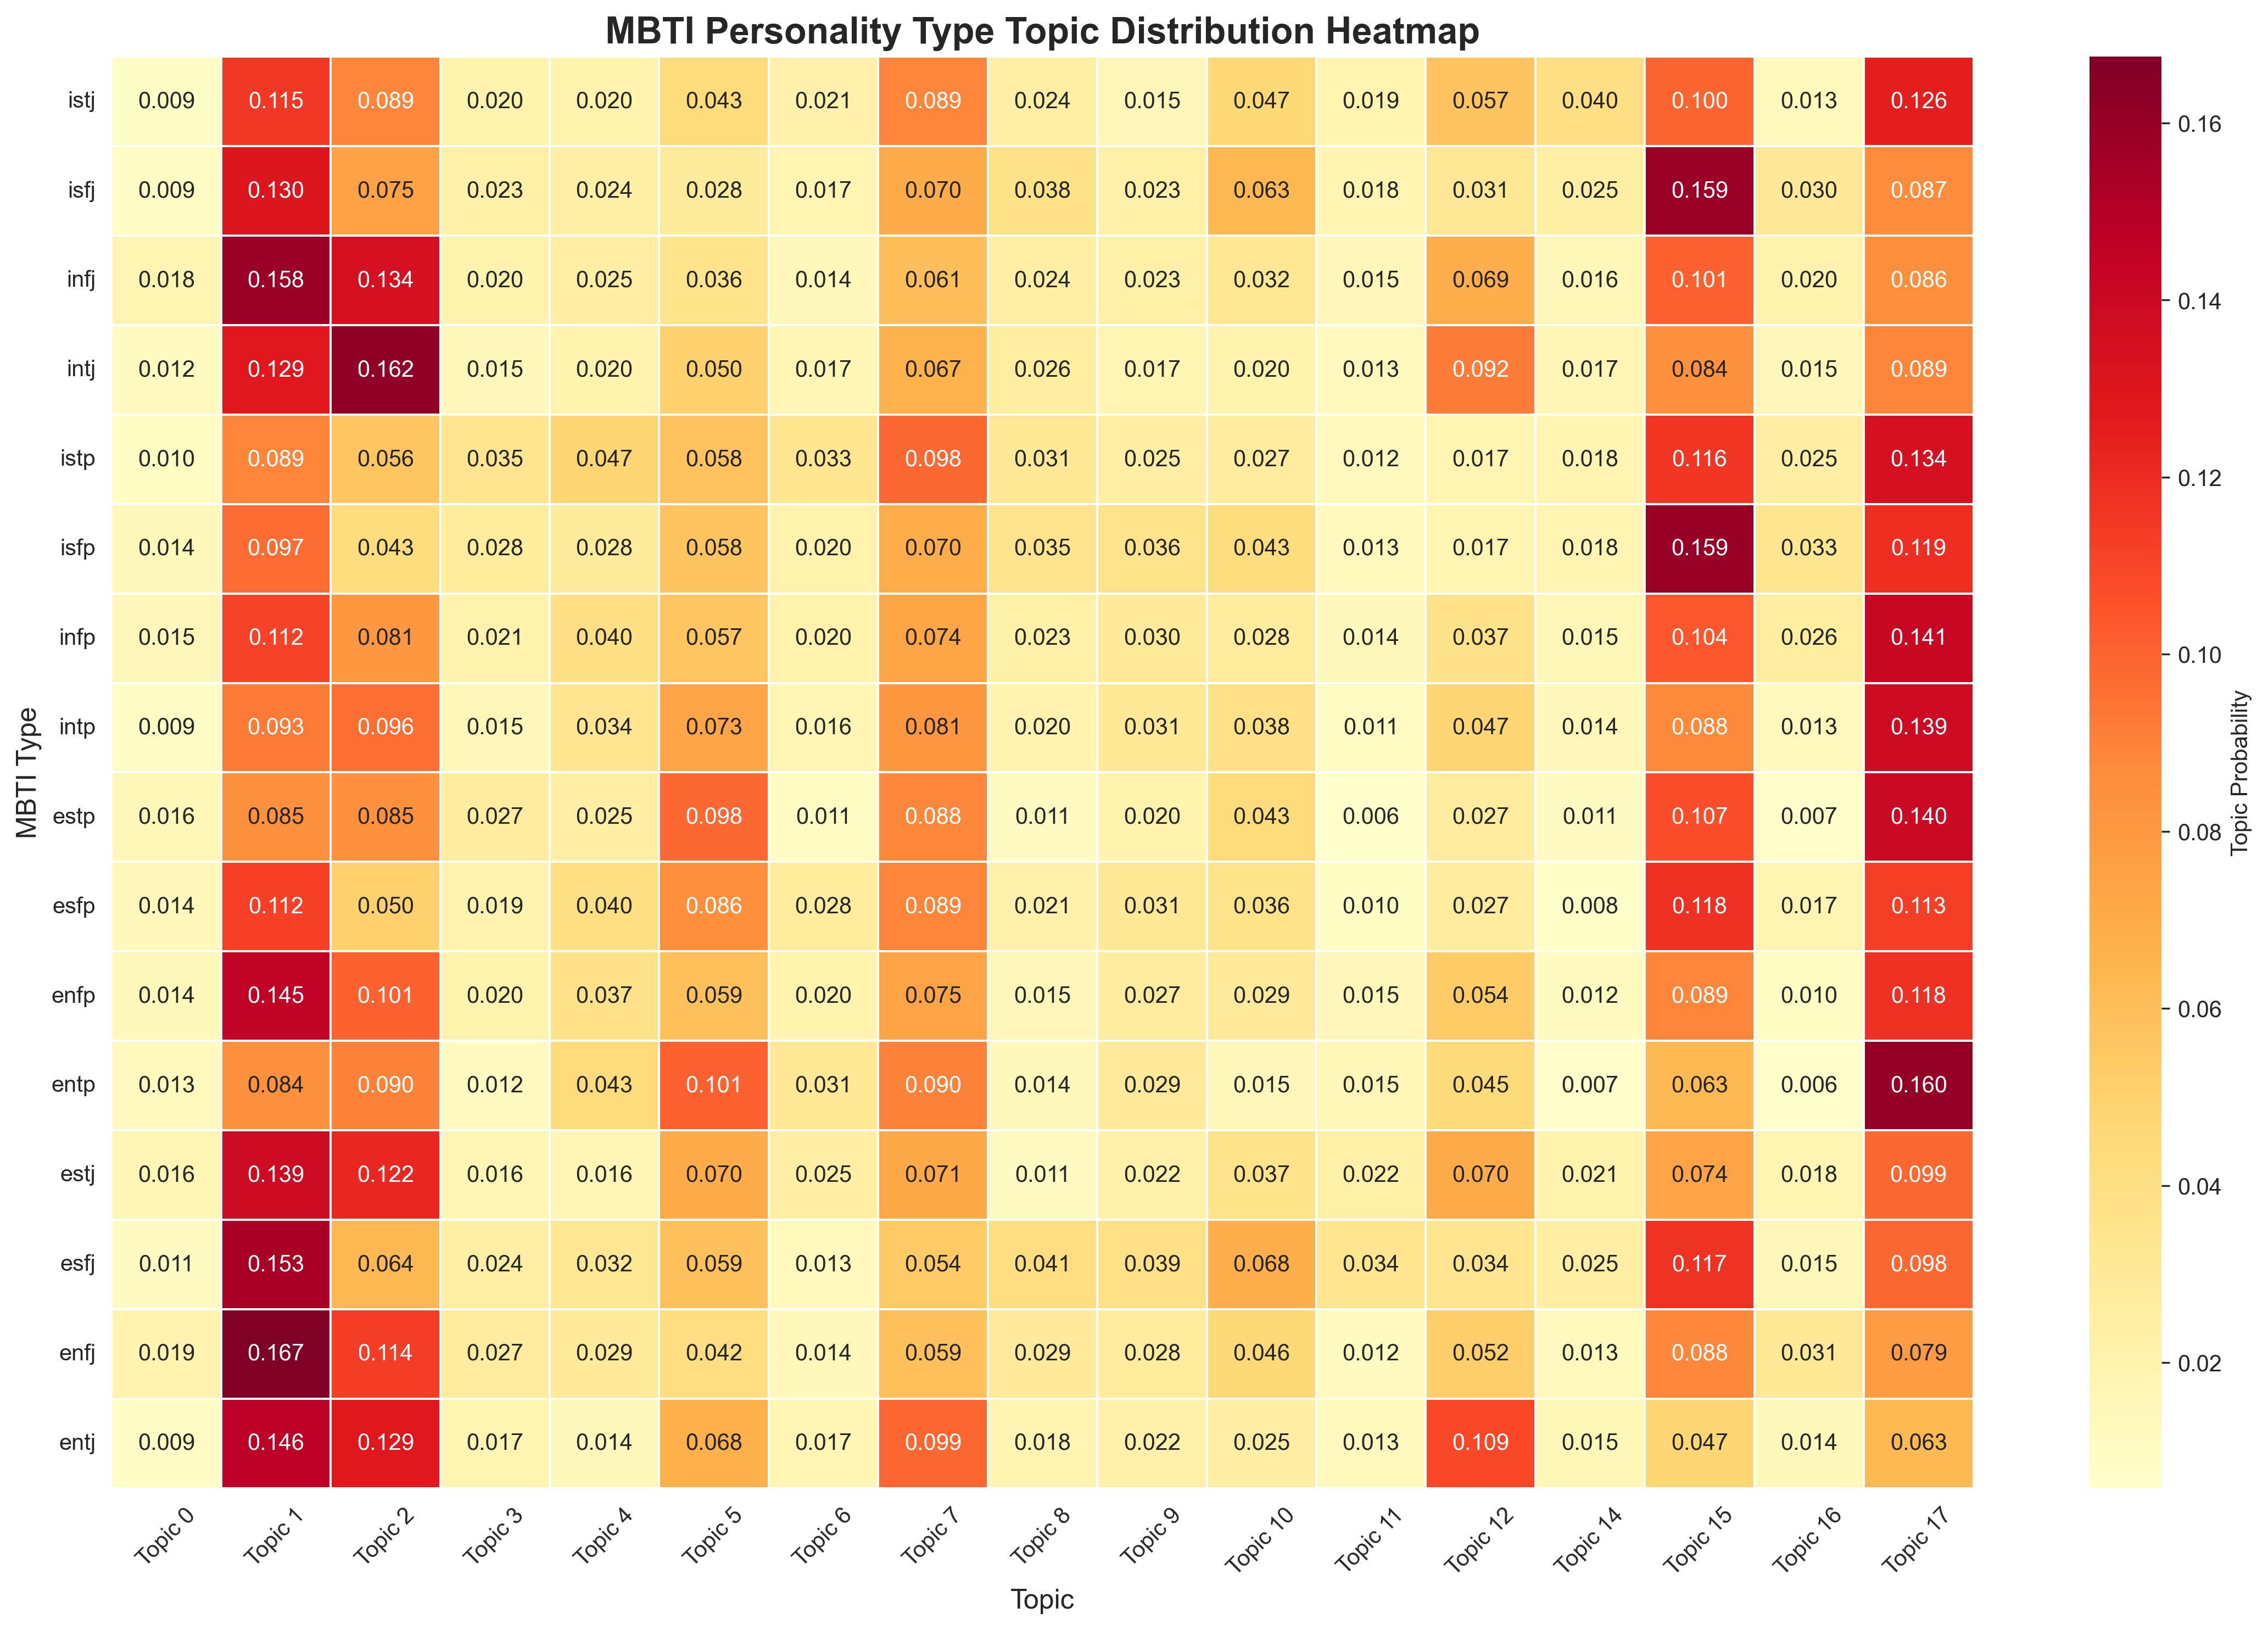 MBTI Personality Type Topic Distribution Heatmap
istj 0.009 0.115 0.089 0.020 0.020 0.043 0.021 0.089 0.024 0.015 0.047 0.019 0.057 0.040 0.100 0.013 0.126
isfj 0.009 0.130 0.075 0.023 0.024 0.028 0.017 0.070 0.038 0.023 0.063 0.018 0.031 0.025 0.159 0.030 0.087
infj 0.018 0.158 0.134 0.020 0.025 0.036 0.014 0.061 0.024 0.023 0.032 0.015 0.069 0.016 0.101 0.020 0.086
intj 0.012 0.129 0.162 0.015 0.020 0.050 0.017 0.067 0.026 0.017 0.020 0.013 0.092 0.017 0.084 0.015 0.089
istp 0.010 0.089 0.056 0.035 0.047 0.058 0.033 0.098 0.031 0.025 0.027 0.012 0.017 0.018 0.116 0.025 0.134
isfp 0.014 0.097 0.043 0.028 0.028 0.058 0.020 0.070 0.035 0.036 0.043 0.013 0.017 0.018 0.159 0.033 0.119
infp 0.015 0.112 0.081 0.021 0.040 0.057 0.020 0.074 0.023 0.030 0.028 0.014 0.037 0.015 0.104 0.026 0.141
intp 0.009 0.093 0.096 0.015 0.034 0.073 0.016 0.081 0.020 0.031 0.038 0.011 0.047 0.014 0.088 0.013 0.139
estp 0.016 0.085 0.085 0.027 0.025 0.098 0.011 0.088 0.011 0.020 0.043 0.006 0.027 0.011 0.107 0.007 0.140
esfp 0.014 0.112 0.050 0.019 0.040 0.086 0.028 0.089 0.021 0.031 0.036 0.010 0.027 0.008 0.118 0.017 0.113
enfp 0.014 0.145 0.101 0.020 0.037 0.059 0.020 0.075 0.015 0.027 0.029 0.015 0.054 0.012 0.089 0.010 0.118
entp 0.013 0.084 0.090 0.012 0.043 0.101 0.031 0.090 0.014 0.029 0.015 0.015 0.045 0.007 0.063 0.006 0.160
estj 0.016 0.139 0.122 0.016 0.016 0.070 0.025 0.071 0.011 0.022 0.037 0.022 0.070 0.021 0.074 0.018 0.099
esfj 0.011 0.153 0.064 0.024 0.032 0.059 0.013 0.054 0.041 0.039 0.068 0.034 0.034 0.025 0.117 0.015 0.098
enfj 0.019 0.167 0.114 0.027 0.029 0.042 0.014 0.059 0.029 0.028 0.046 0.012 0.052 0.013 0.088 0.031 0.079
entj 0.009 0.146 0.129 0.017 0.014 0.068 0.017 0.099 0.018 0.022 0.025 0.013 0.109 0.015 0.047 0.014 0.063
Topic 0 Topic 1 Topic 2 Topic 3 Topic 4 Topic 5 Topic 6 Topic 7 Topic 8 Topic 9 Topic 10 Topic 11 Topic 12 Topic 14 Topic 15 Topic 16 Topic 17
Topic
MBTI Type
0.16
0.14
0.12
0.10
0.08
0.06
0.04
0.02
Topic Probability